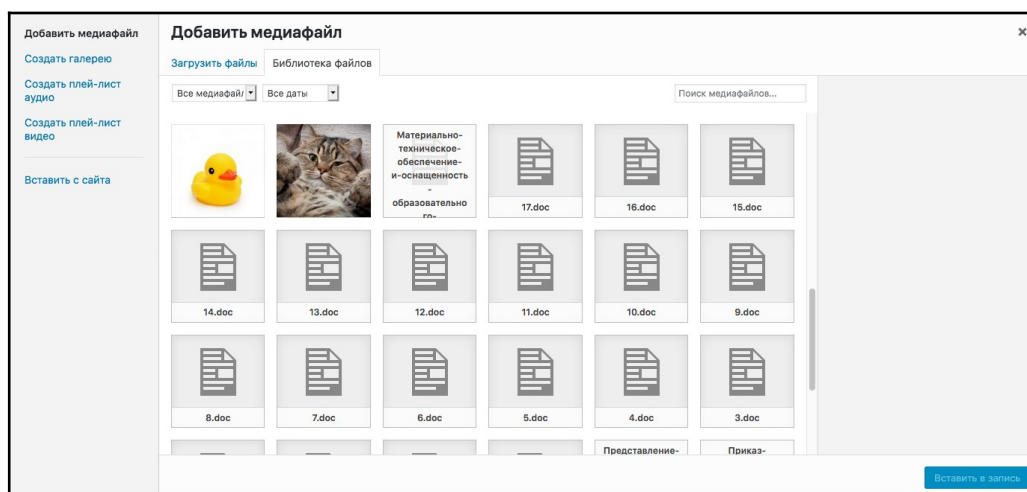 Добавить медиафайл
Создать галерею
Создать плей-лист
аудио
Создать плей-лист
видео
Вставить с сайта
Добавить медиафайл
×
Загрузить файлы
Библиотека файлов
Все медиафай
Все даты
Поиск медиафайлов...
Материально-
техническое-
обеспечение-
и-оснащенность
-
образовательно
го-
17.doc
16.doc
15.doc
14.doc
13.doc
12.doc
11.doc
10.doc
9.doc
8.doc
7.doc
6.doc
5.doc
4.doc
3.doc
Представление-
Приказ-
Вставить в запись